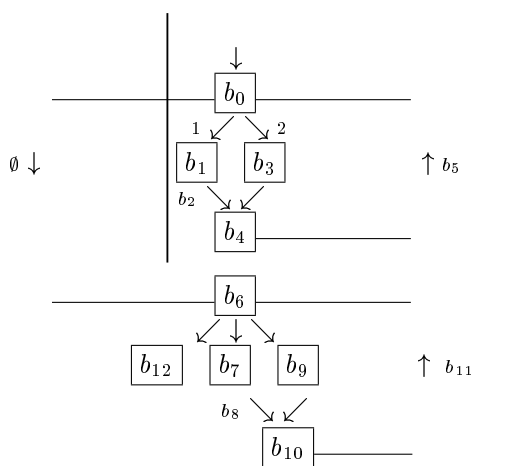 b₀
1 2
∅ ↓ b₁ b₃ ↑ b₅
b₂
b₄
b₆
b₁₂ b₇ b₉ ↑ b₁₁
b₈
b₁₀